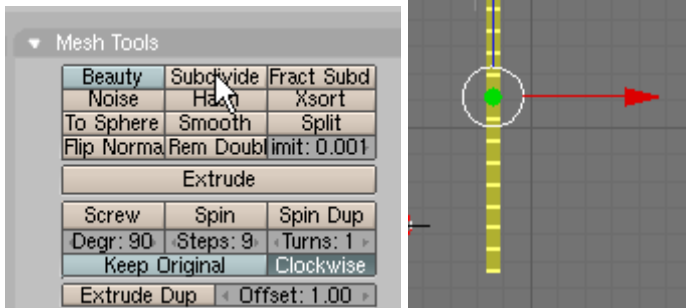 Mesh Tools
Beauty Subdivide Fract Subd
Noise Hash Xsort
To Sphere Smooth Split
Flip Norma Rem Doubl imit: 0.001
Extrude
Screw Spin Spin Dup
Degr: 90 Steps: 9 Turns: 1
Keep Original Clockwise
Extrude Dup Offset: 1.00